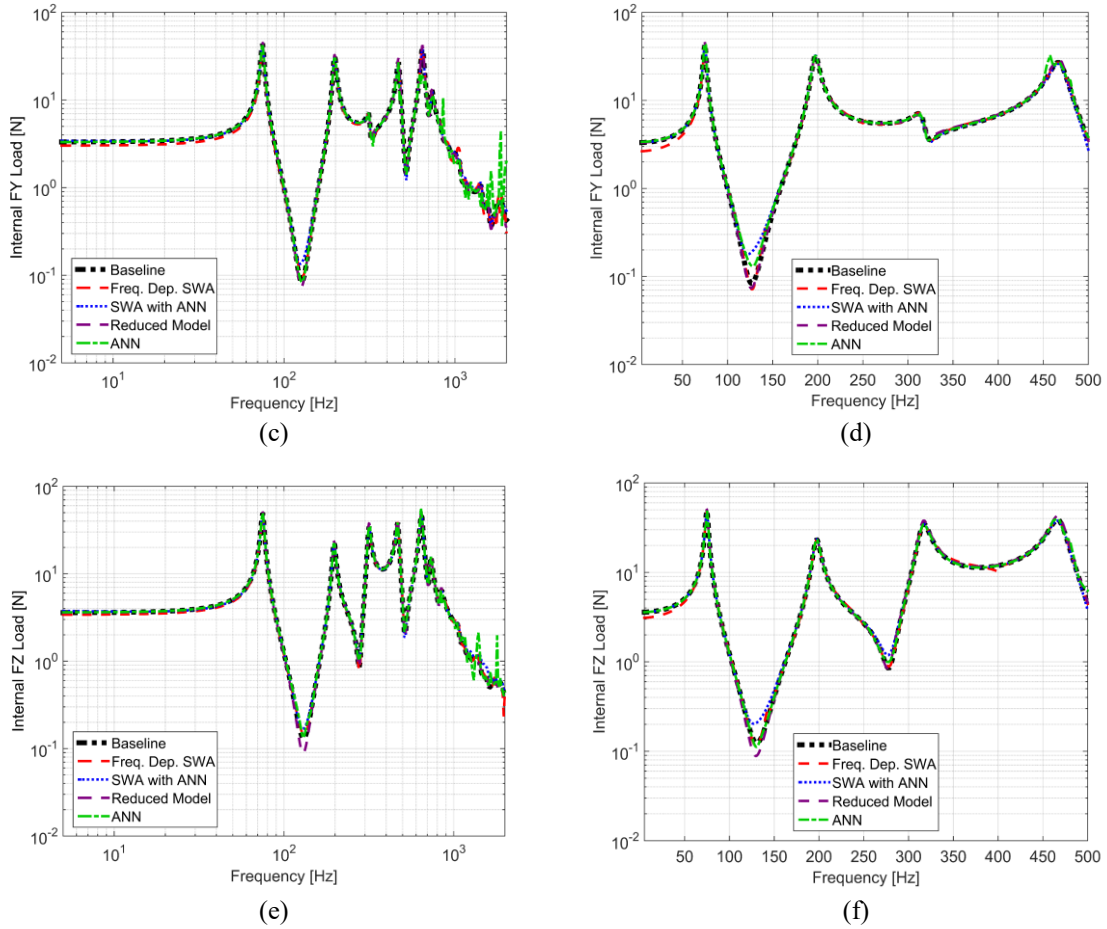 Internal FY Load [N]
10^2
10^1
10^0
10^-1
10^-2
Baseline
Freq. Dep. SWA
SWA with ANN
Reduced Model
ANN
10^1
10^2
10^3
Frequency [Hz]
(c)
Internal FY Load [N]
10^2
10^1
10^0
10^-1
10^-2
Baseline
Freq. Dep. SWA
SWA with ANN
Reduced Model
ANN
50 100 150 200 250 300 350 400 450 500
Frequency [Hz]
(d)
Internal FZ Load [N]
10^2
10^1
10^0
10^-1
10^-2
Baseline
Freq. Dep. SWA
SWA with ANN
Reduced Model
ANN
10^1
10^2
10^3
Frequency [Hz]
(e)
Internal FZ Load [N]
10^2
10^1
10^0
10^-1
10^-2
Baseline
Freq. Dep. SWA
SWA with ANN
Reduced Model
ANN
50 100 150 200 250 300 350 400 450 500
Frequency [Hz]
(f)